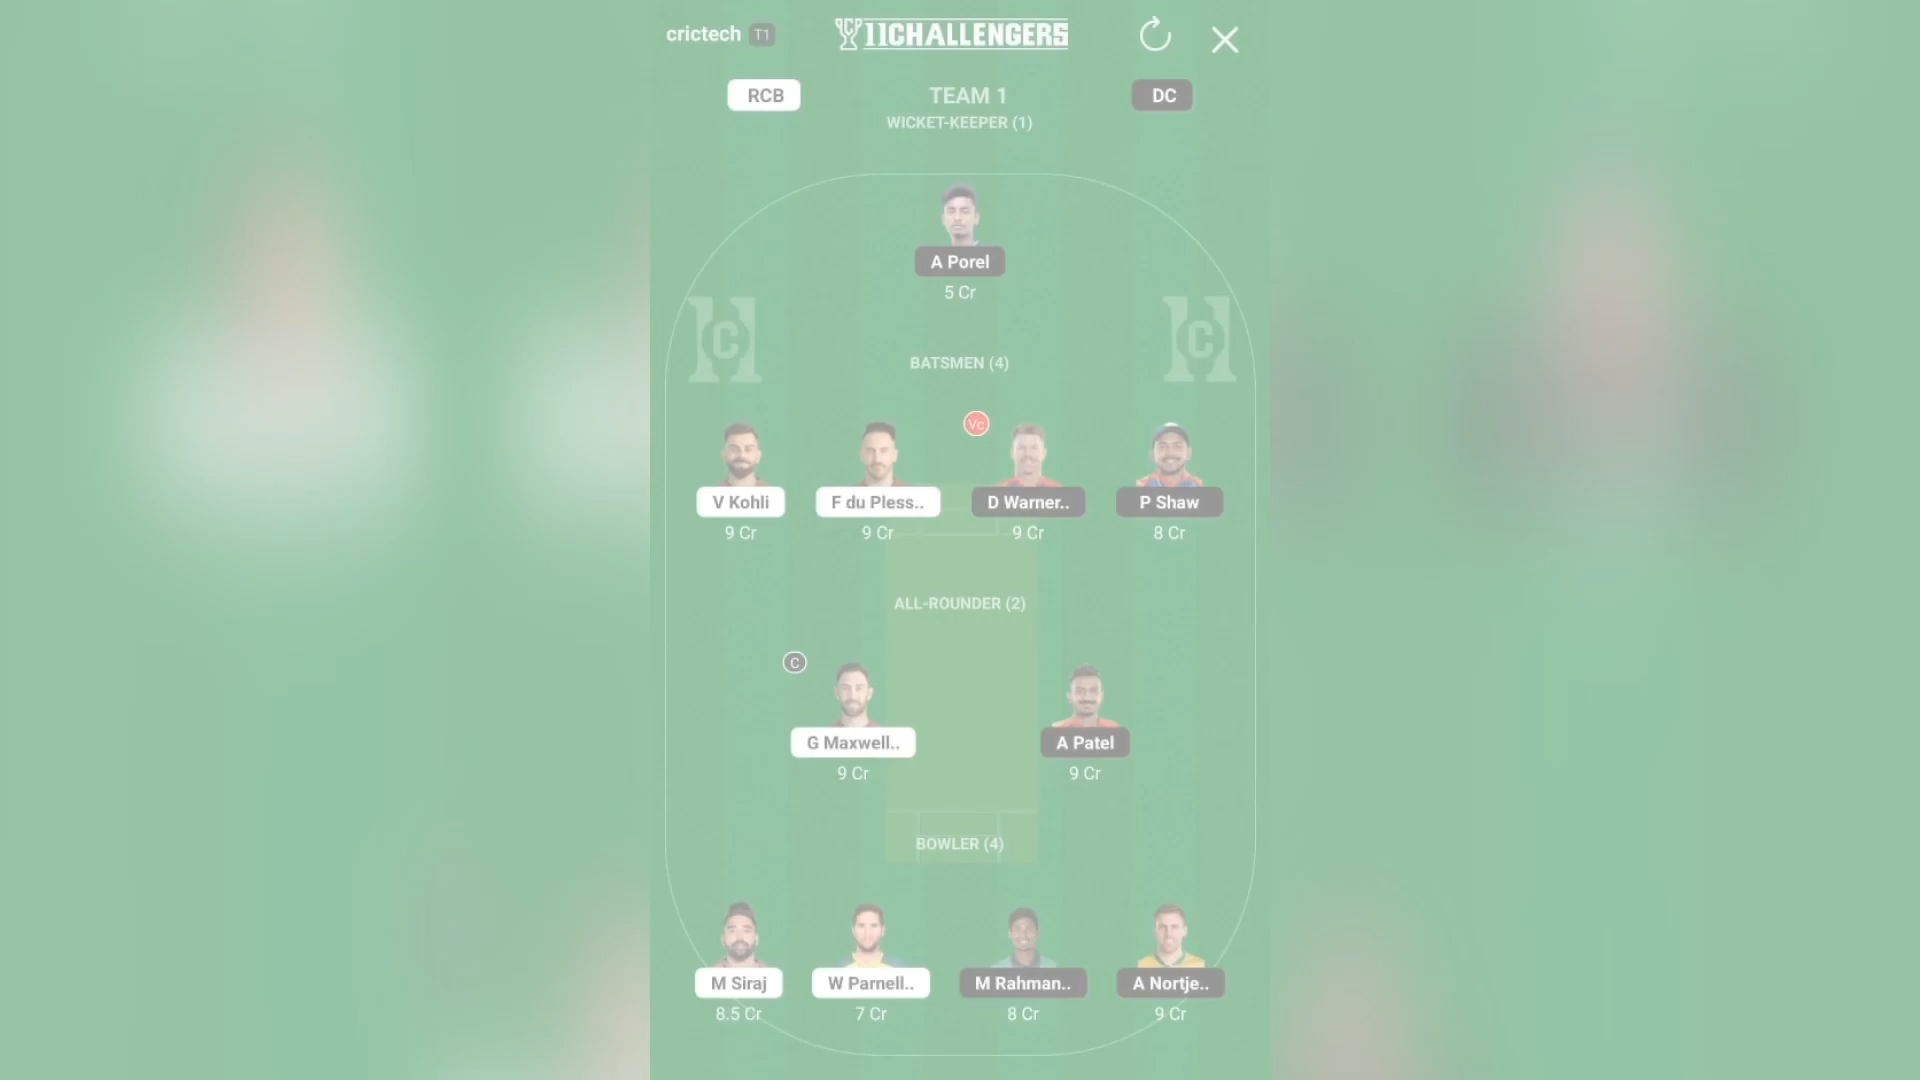 crictech T1
11CHALLENGERS
RCB TEAM 1 DC
WICKET-KEEPER (1)
A Porel
5 Cr
BATSMEN (4)
Vc
V Kohli F du Pless.. D Warner.. P Shaw
9 Cr 9 Cr 9 Cr 8 Cr
ALL-ROUNDER (2)
C
G Maxwell.. A Patel
9 Cr 9 Cr
BOWLER (4)
M Siraj W Parnell.. M Rahman.. A Nortje..
8.5 Cr 7 Cr 8 Cr 9 Cr